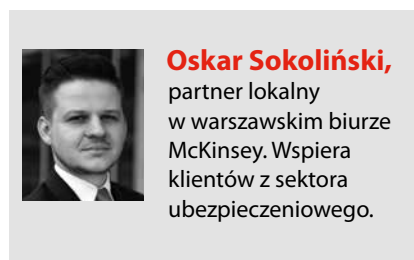 Oskar Sokoliński,
partner lokalny
w warszawskim biurze
McKinsey. Wspiera
klientów z sektora
ubezpieczeniowego.